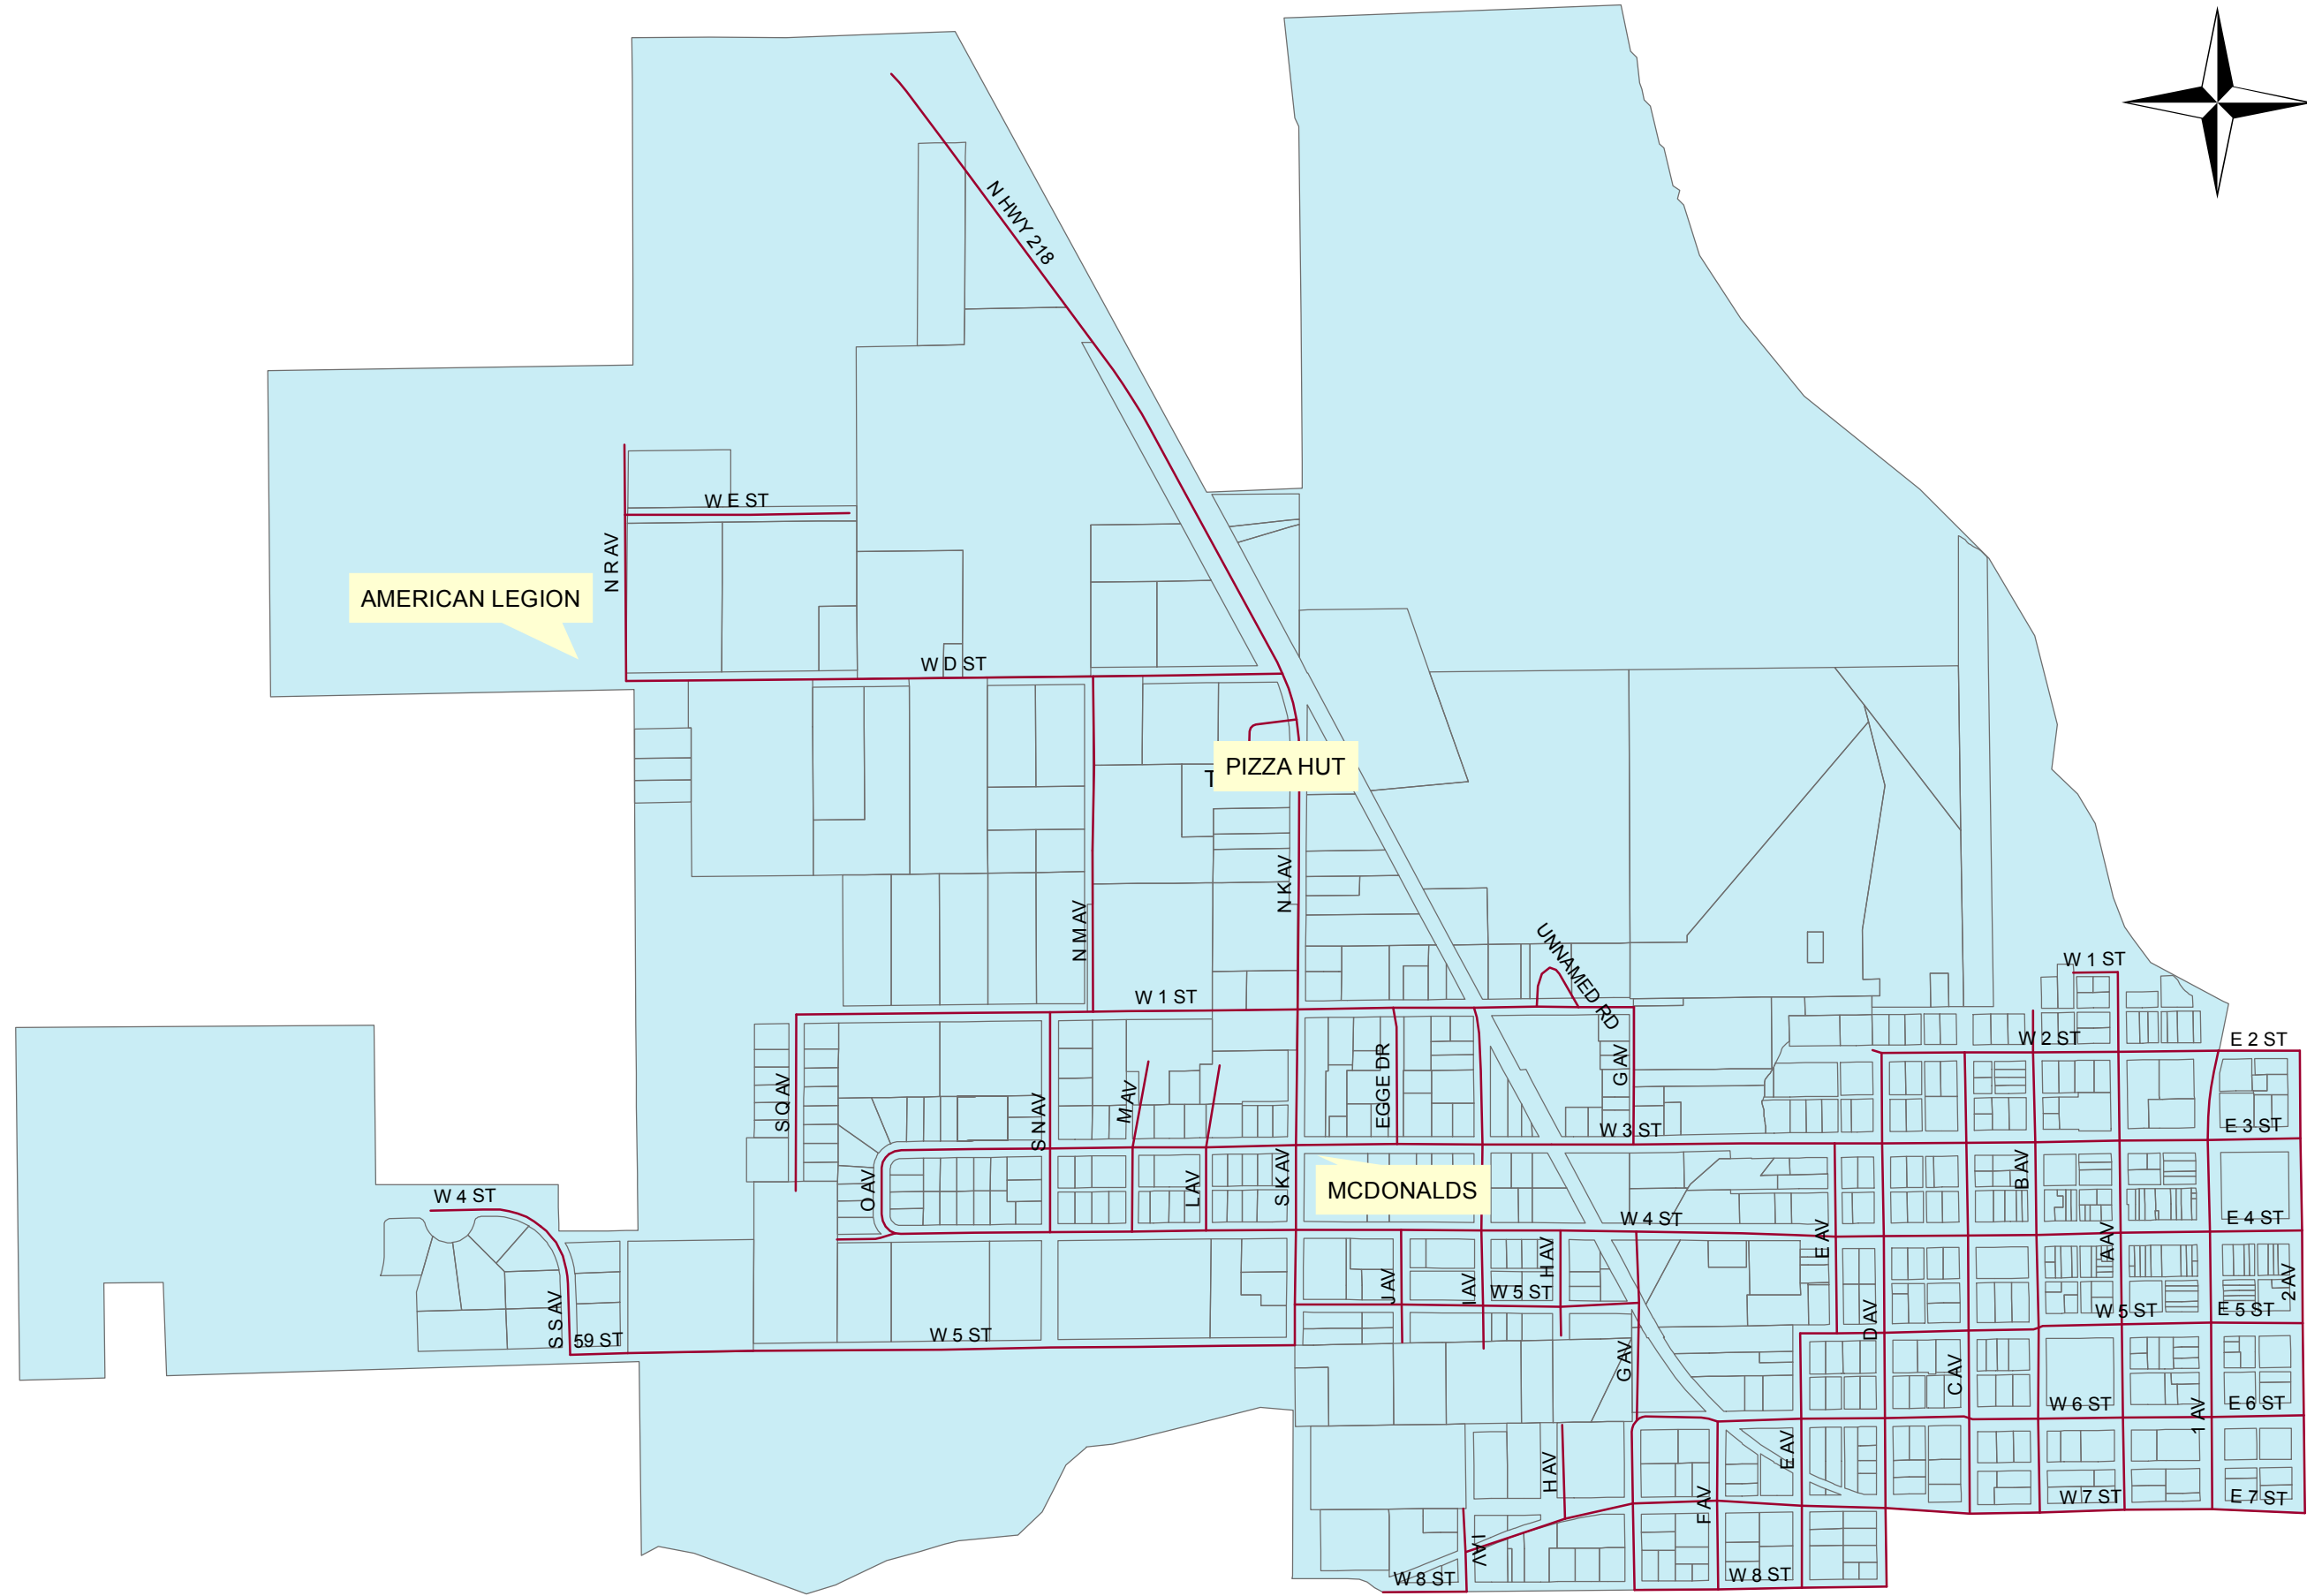 N HWY 218
W E ST
N R AV
AMERICAN LEGION
W D ST
PIZZA HUT
T
N K AV
N M AV
UNNAMED RD
W 1 ST
W 1 ST
W 2 ST
E 2 ST
G AV
EGGE DR
S Q AV
M AV
S N AV
W 3 ST
E 3 ST
B AV
O AV
L AV
S K AV
MCDONALDS
W 4 ST
W 4 ST
E 4 ST
E AV
A AV
H AV
J AV
I AV
W 5 ST
2 AV
W 5 ST
E 5 ST
D AV
S S AV
59 ST
W 5 ST
G AV
C AV
W 6 ST
E 6 ST
1 AV
E AV
H AV
W 7 ST
E 7 ST
F AV
I AV
W 8 ST
W 8 ST